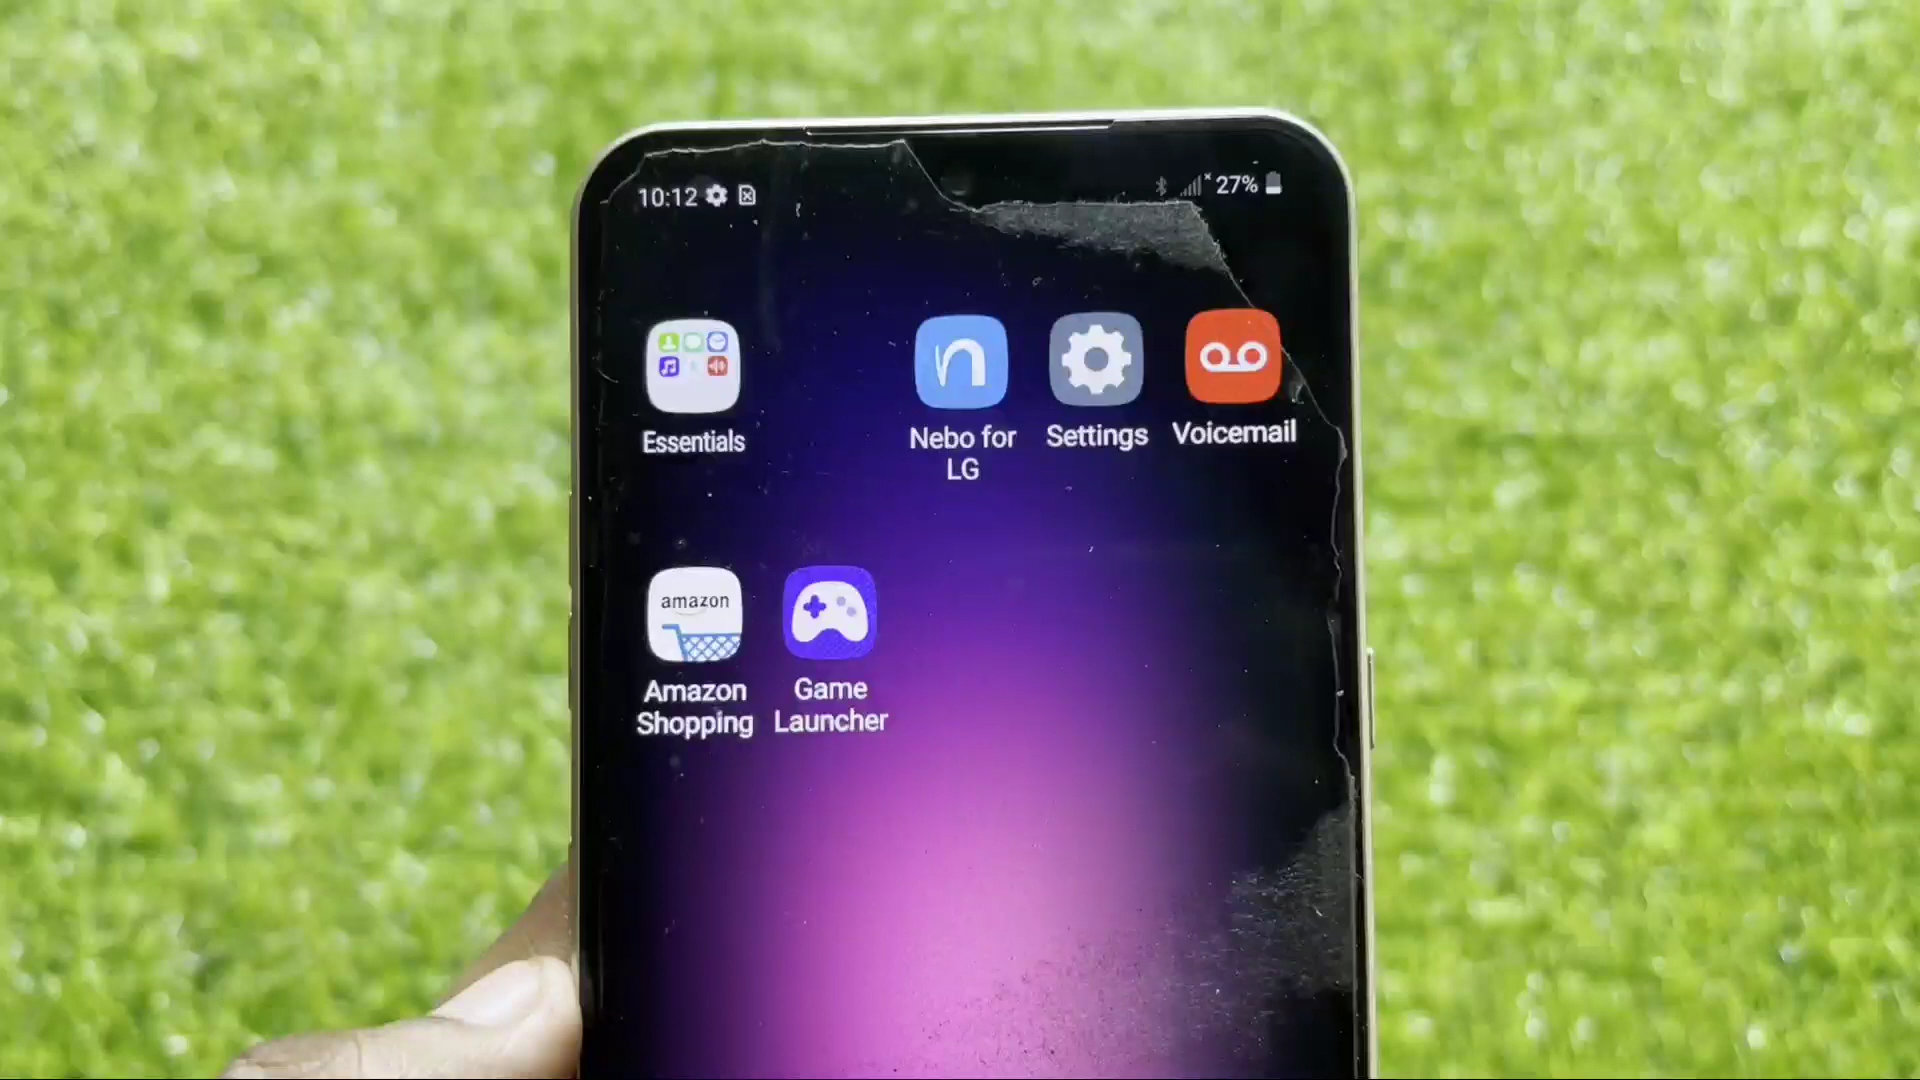 10:12
27%
Essentials
Nebo for
LG
Settings
Voicemail
amazon
Amazon
Shopping
Game
Launcher